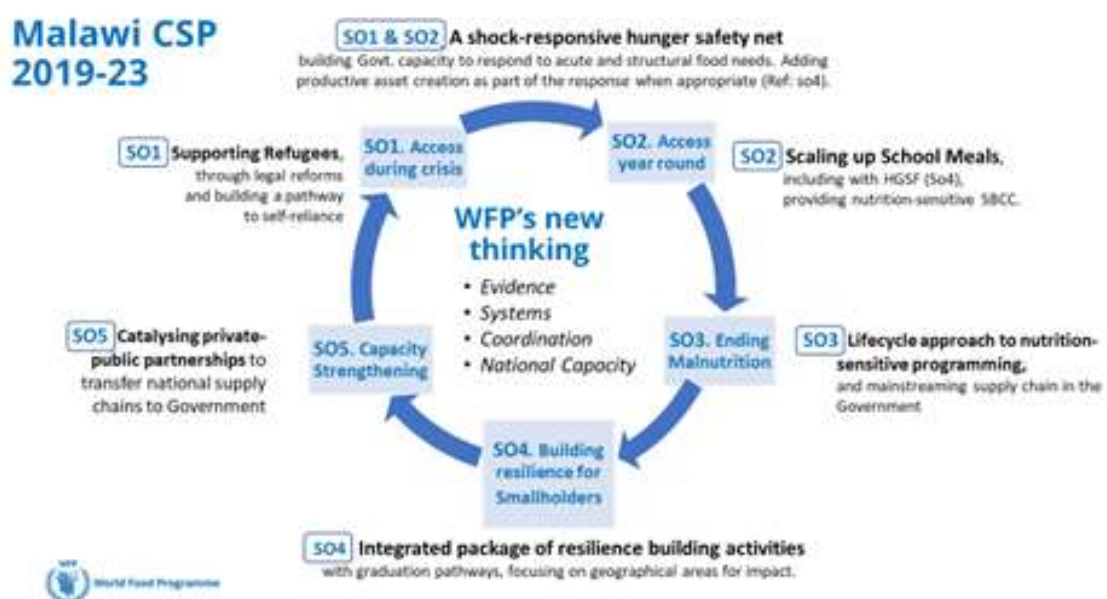 Malawi CSP
2019-23
SO1 & SO2 A shock-responsive hunger safety net
building Govt. capacity to respond to acute and structural food needs. Adding
productive asset creation as part of the response when appropriate (Ref: so4).
SO1 Supporting Refugees,
through legal reforms
and building a pathway
to self-reliance
SO1. Access
during crisis
SO2. Access
year round
SO2 Scaling up School Meals,
including with HGSF (So4),
providing nutrition-sensitive SBCC.
WFP's new
thinking
• Evidence
• Systems
• Coordination
• National Capacity
SO5 Catalysing private-
public partnerships to
transfer national supply
chains to Government
SO5. Capacity
Strengthening
SO3. Ending
Malnutrition
SO3 Lifecycle approach to nutrition-
sensitive programming,
and mainstreaming supply chain in the
Government
SO4. Building
resilience for
Smallholders
SO4 Integrated package of resilience building activities
with graduation pathways, focusing on geographical areas for impact.
WFP
World Food Programme